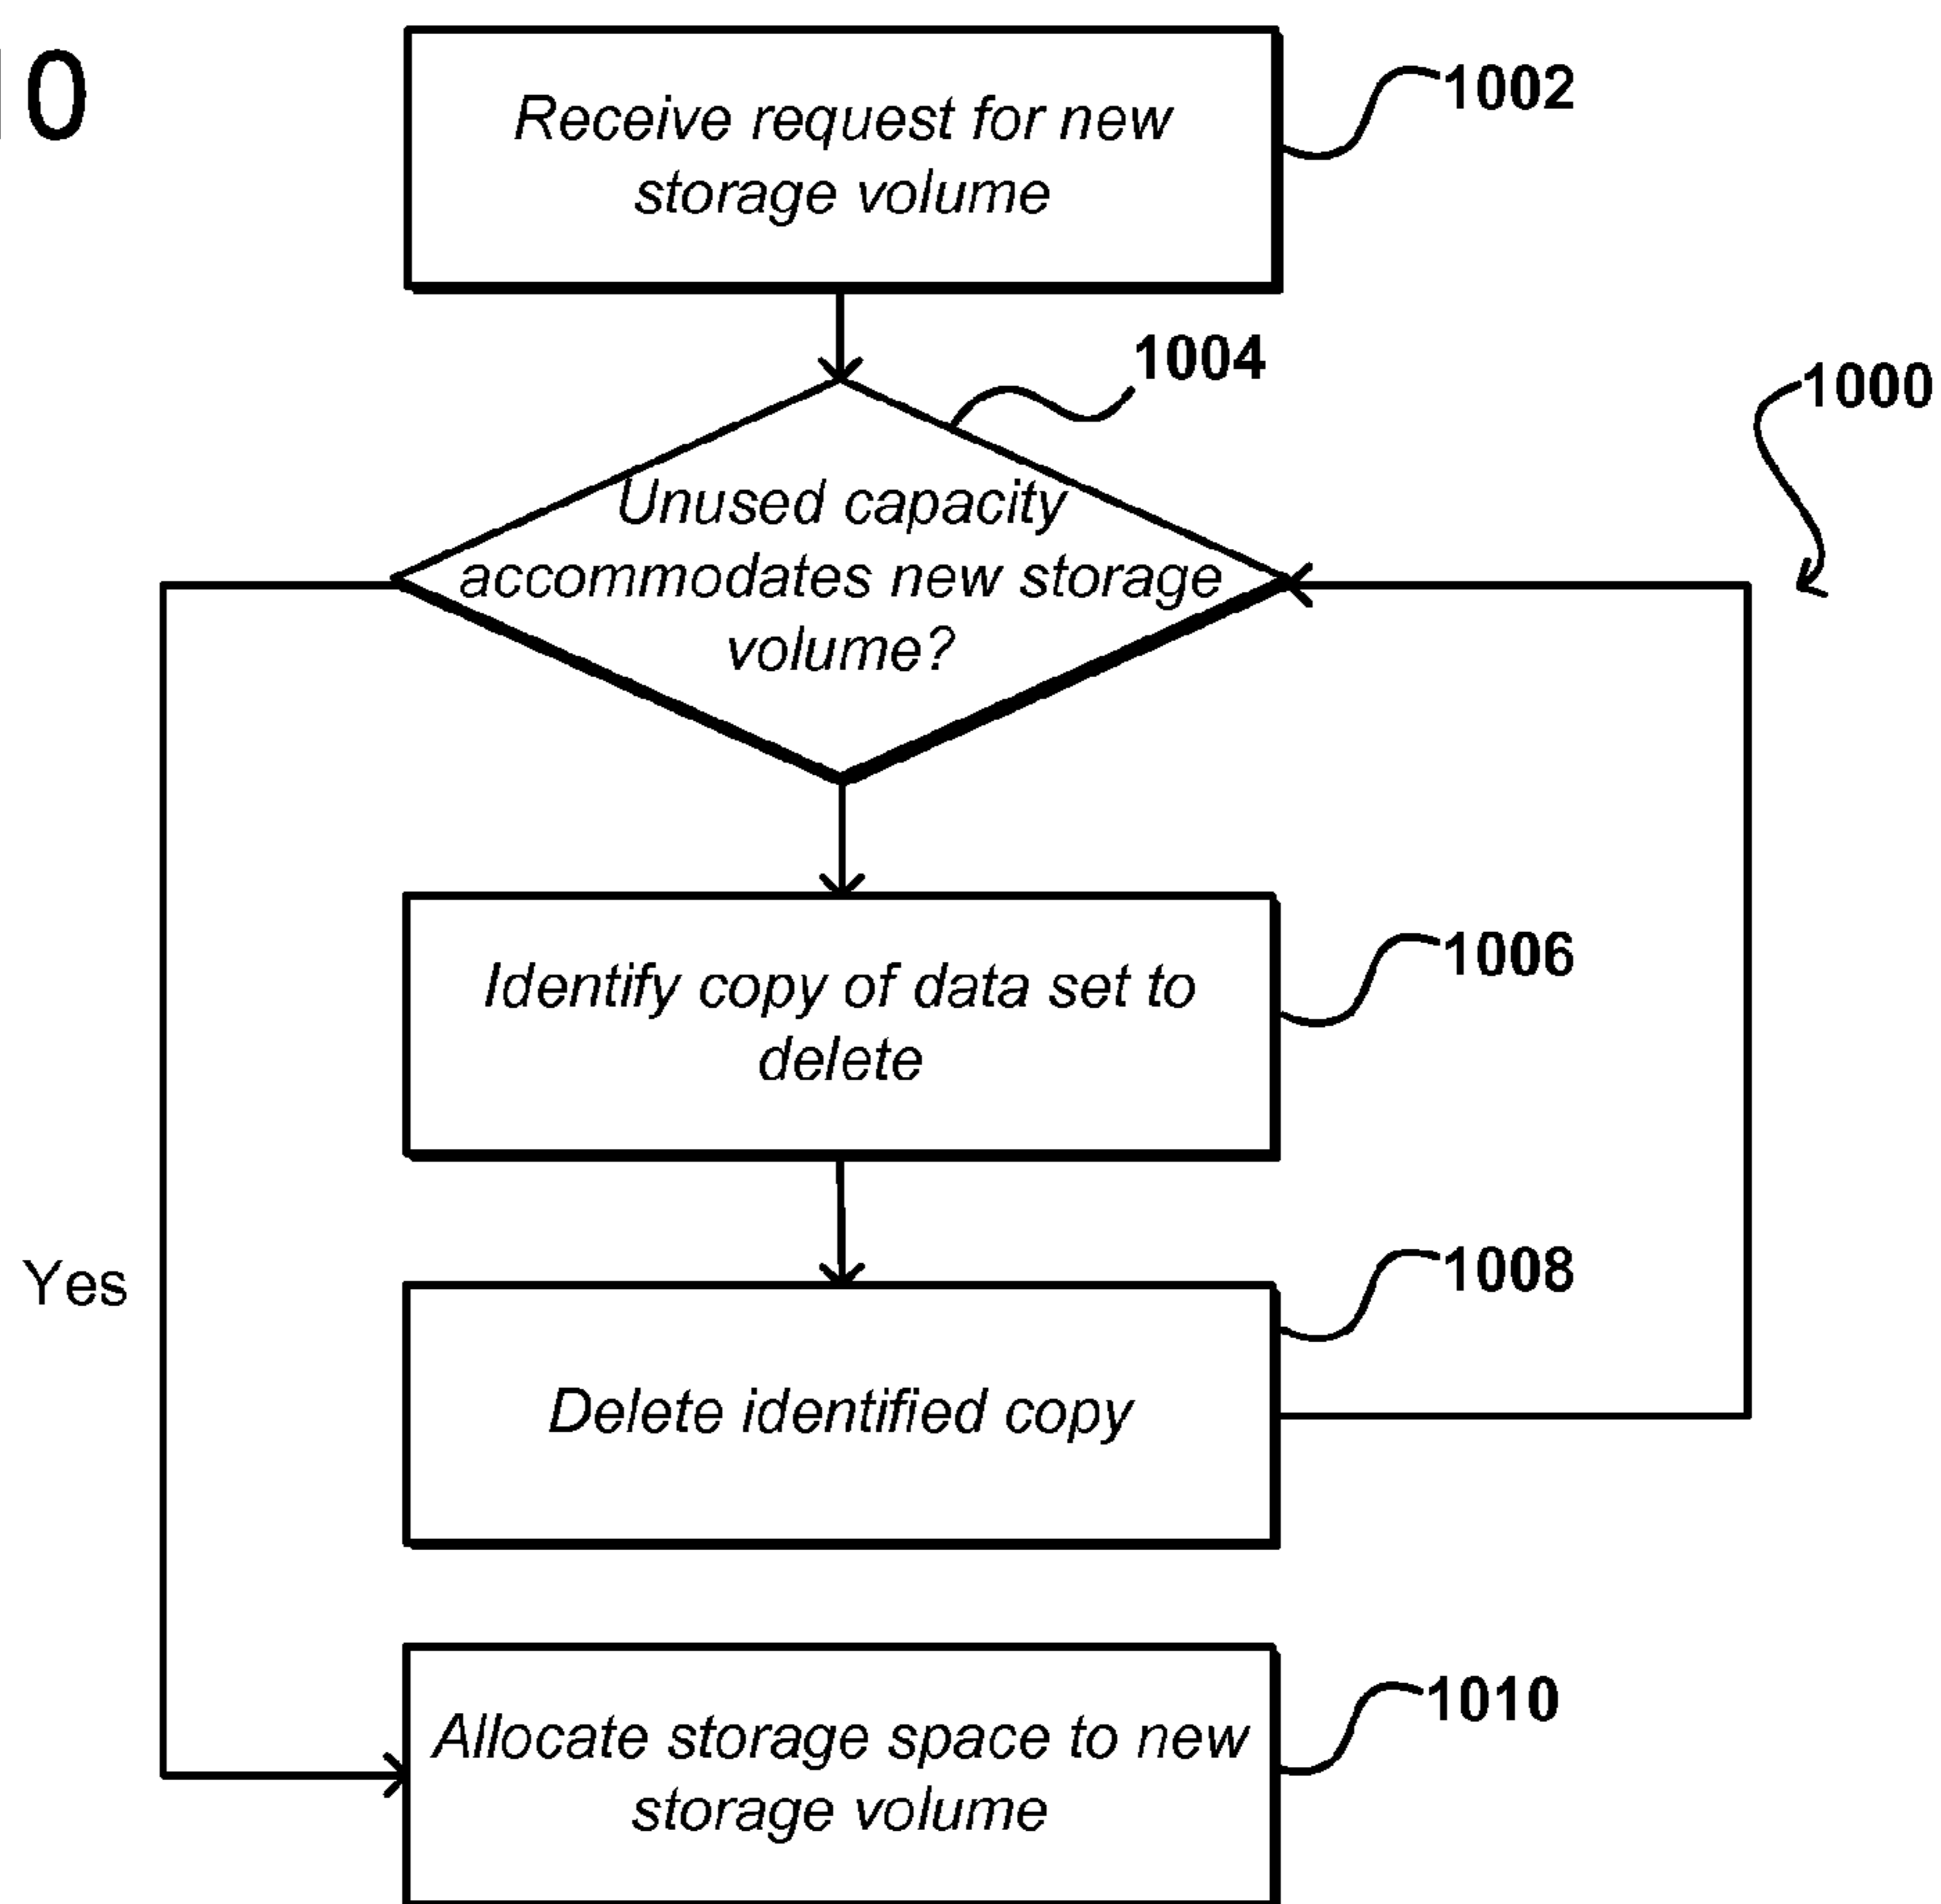 10
Receive request for new
storage volume
1002
1004
1000
Unused capacity
accommodates new storage
volume?
Identify copy of data set to
delete
1006
Yes
Delete identified copy
1008
Allocate storage space to new
storage volume
1010